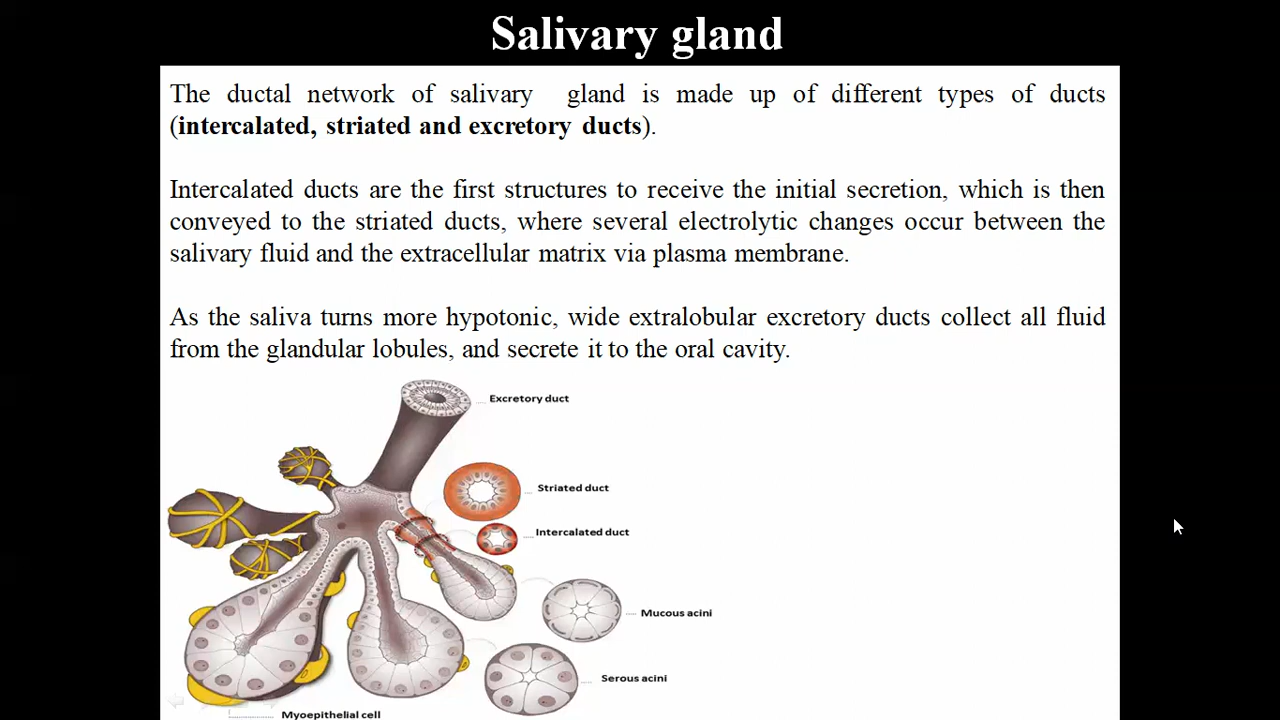 Salivary gland
The ductal network of salivary gland is made up of different types of ducts
(intercalated, striated and excretory ducts).
Intercalated ducts are the first structures to receive the initial secretion, which is then
conveyed to the striated ducts, where several electrolytic changes occur between the
salivary fluid and the extracellular matrix via plasma membrane.
As the saliva turns more hypotonic, wide extralobular excretory ducts collect all fluid
from the glandular lobules, and secrete it to the oral cavity.
Excretory duct
Striated duct
Intercalated duct
Mucous acini
Serous acini
Myoepithelial cell